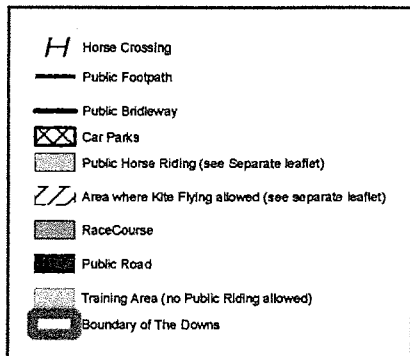 Horse Crossing
Public Footpath
Public Bridleway
Car Parks
Public Horse Riding (see Separate leaflet)
Area where Kite Flying allowed (see separate leaflet)
RaceCourse
Public Road
Training Area (no Public Riding allowed)
Boundary of The Downs